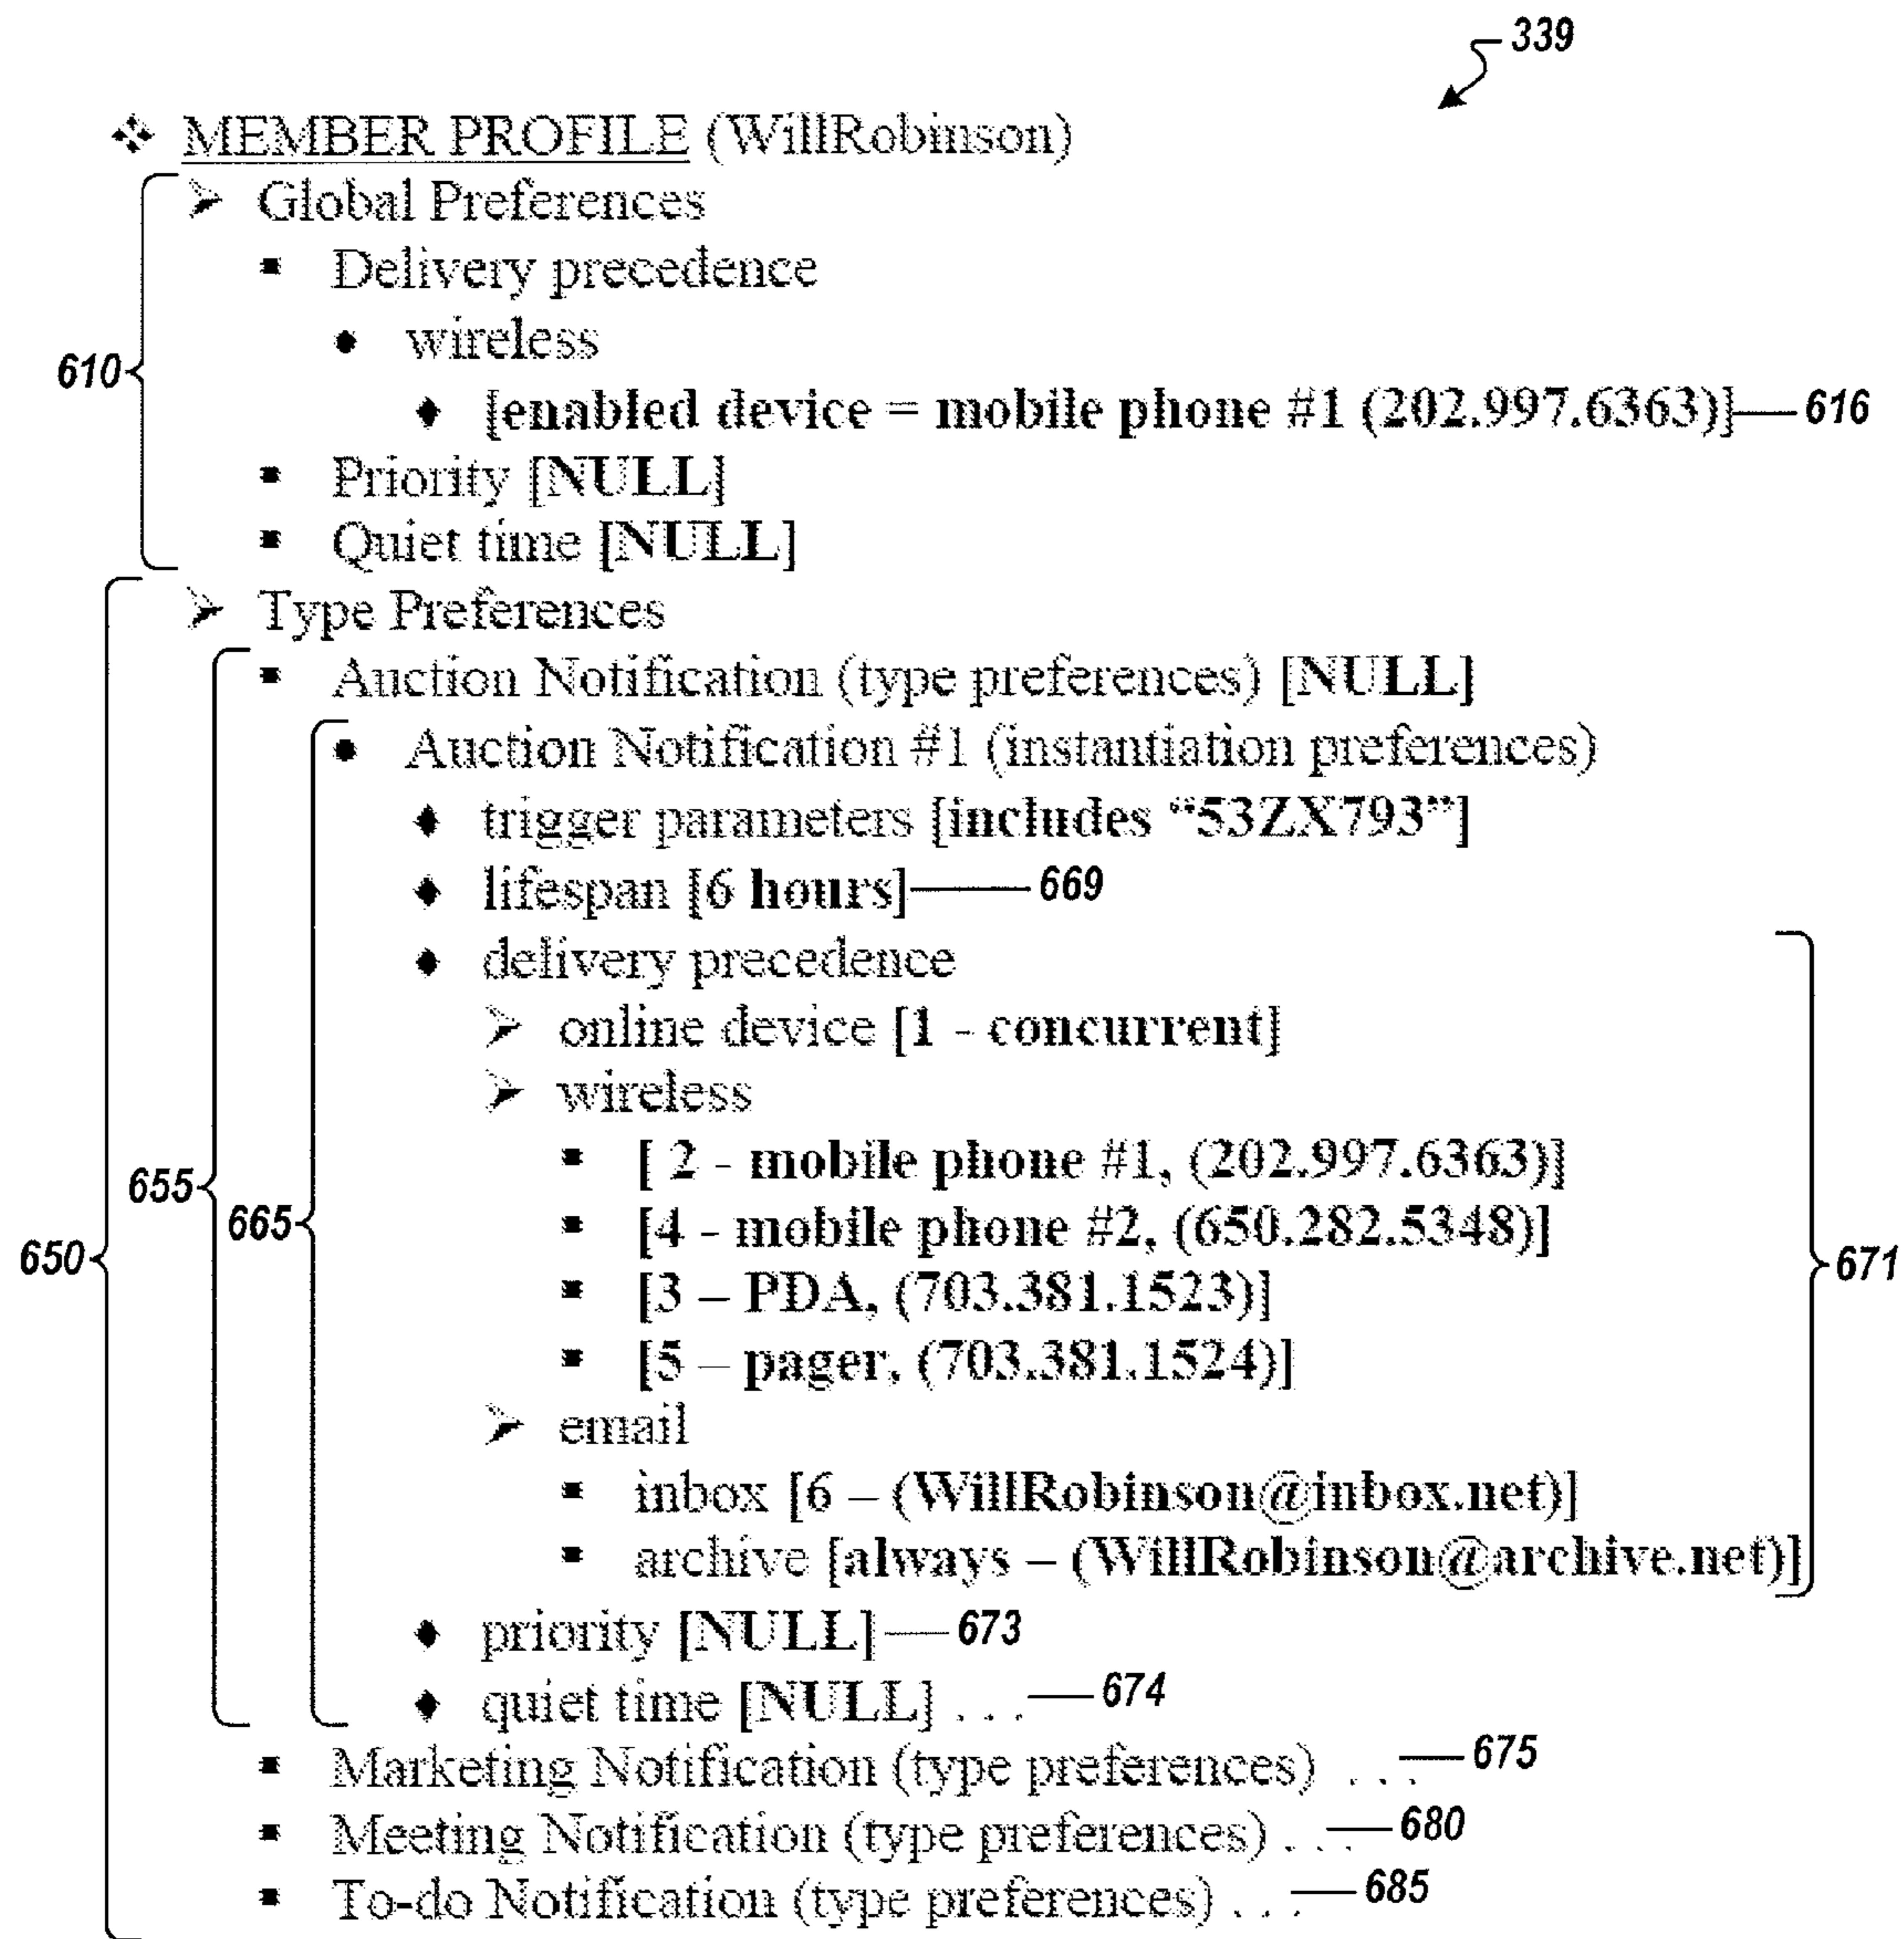 339
MEMBER PROFILE (WillRobinson)
Global Preferences
Delivery precedence
wireless
610
[enabled device = mobile phone #1 (202.997.6363)] 616
Priority [NULL]
Quiet time [NULL]
Type Preferences
Auction Notification (type preferences) [NULL]
Auction Notification #1 (instantiation preferences)
trigger parameters [includes “53ZX793”]
lifespan [6 hours] 669
delivery precedence
online device [1 - concurrent]
wireless
[ 2 - mobile phone #1, (202.997.6363)]
655
665
[4 - mobile phone #2, (650.282.5348)]
650
671
[3 – PDA, (703.381.1523)]
[5 – pager, (703.381.1524)]
email
inbox [6 – (WillRobinson@inbox.net)]
archive [always – (WillRobinson@archive.net)]
priority [NULL] 673
quiet time [NULL] . . . 674
Marketing Notification (type preferences) . . . 675
Meeting Notification (type preferences) . . . 680
To-do Notification (type preferences) . . . 685